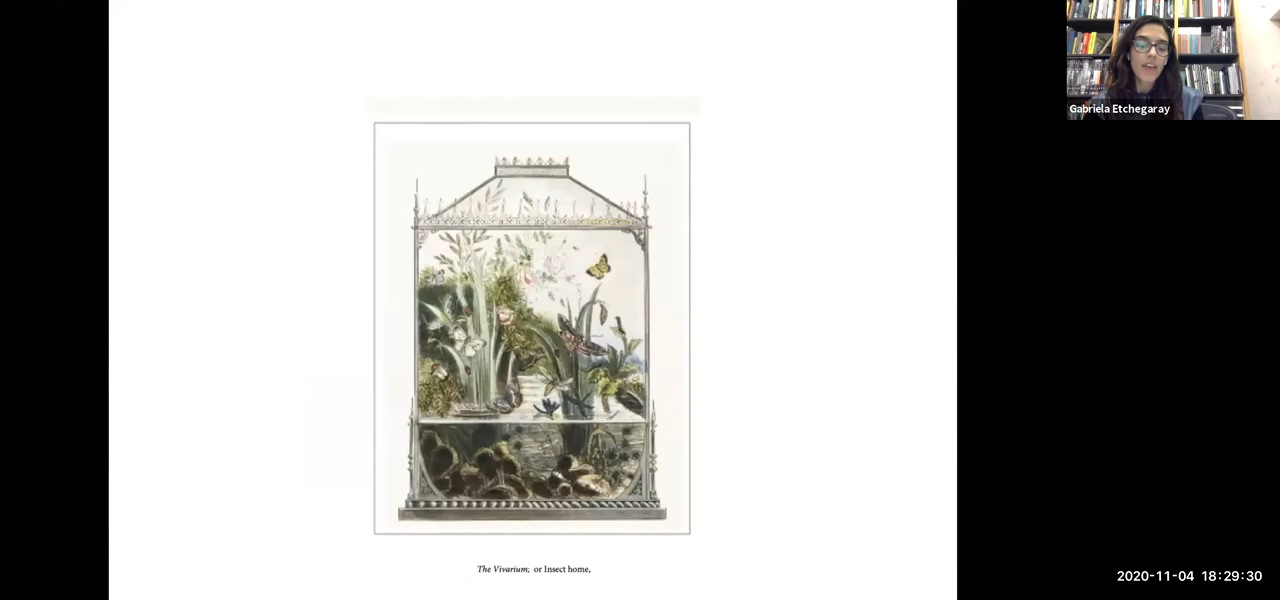 Gabriela Etchegaray
The Vivarium; or Insect home,
2020-11-04 18:29:30